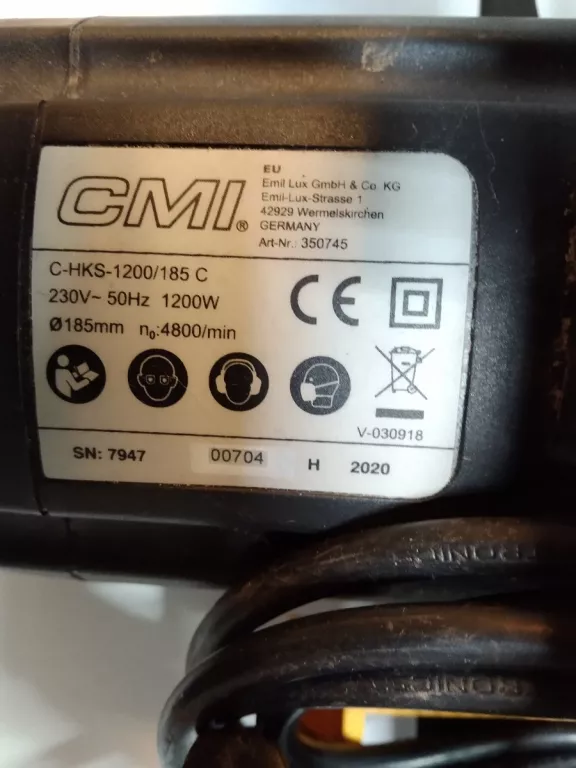 CMI®
EU
Emil Lux GmbH & Co. KG
Emil-Lux-Strasse 1
42929 Wermelskirchen
GERMANY
Art-Nr.: 350745
C-HKS-1200/185 C
230V~ 50Hz 1200W
Ø185mm n₀:4800/min
CE
V-030918
SN: 7947 00704 H 2020